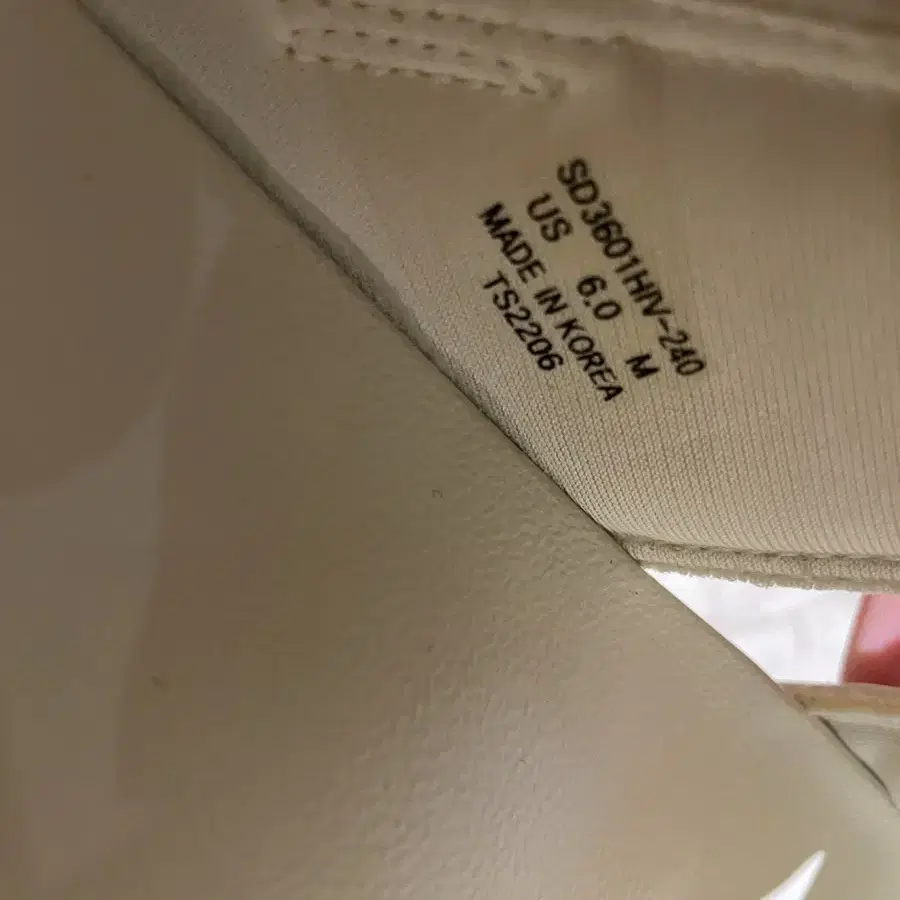 SD3601HIV-240
US 6.0 M
MADE IN KOREA
TS2206